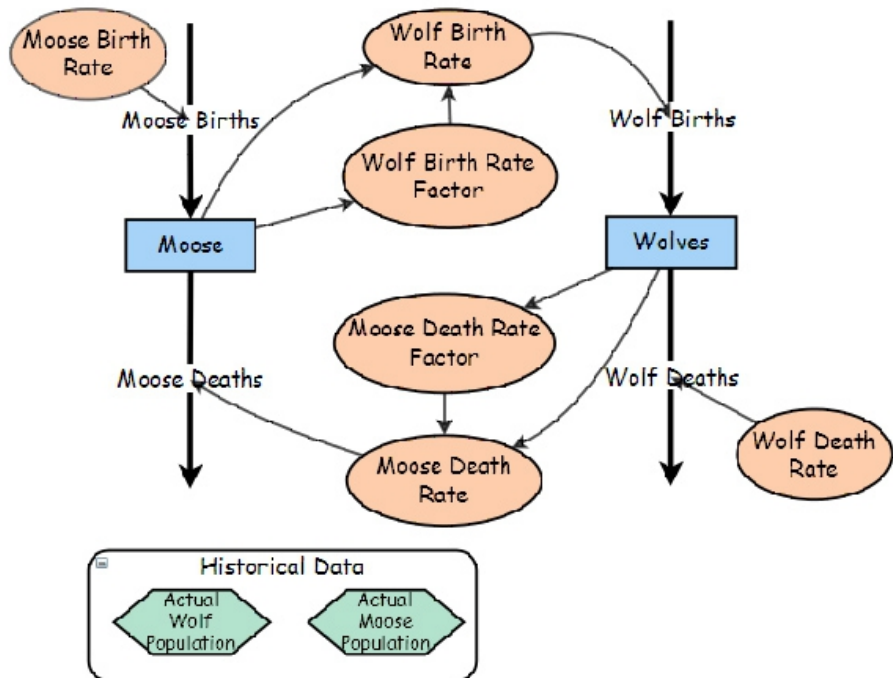 Moose Birth
Rate
Wolf Birth
Rate
Moose Births
Wolf Births
Wolf Birth Rate
Factor
Moose
Wolves
Moose Death Rate
Factor
Moose Deaths
Wolf Deaths
Moose Death
Rate
Wolf Death
Rate
Historical Data
Actual
Wolf
Population
Actual
Moose
Population